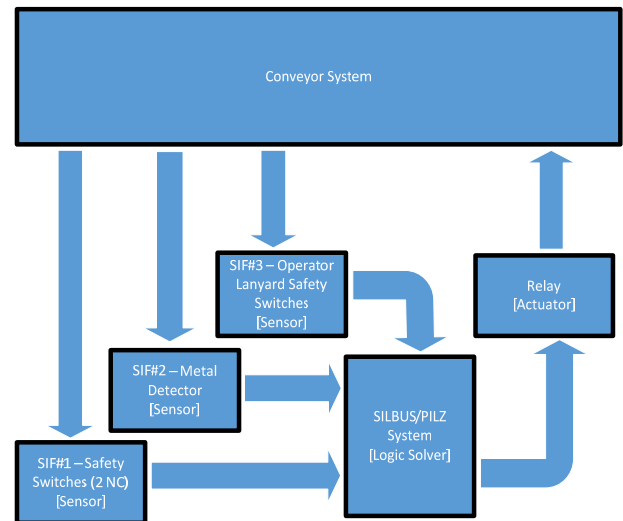 Conveyor System
SIF#3 – Operator
Lanyard Safety
Switches
[Sensor]
Relay
[Actuator]
SIF#2 – Metal
Detector
[Sensor]
SILBUS/PILZ
System
[Logic Solver]
SIF#1 – Safety
Switches (2 NC)
[Sensor]